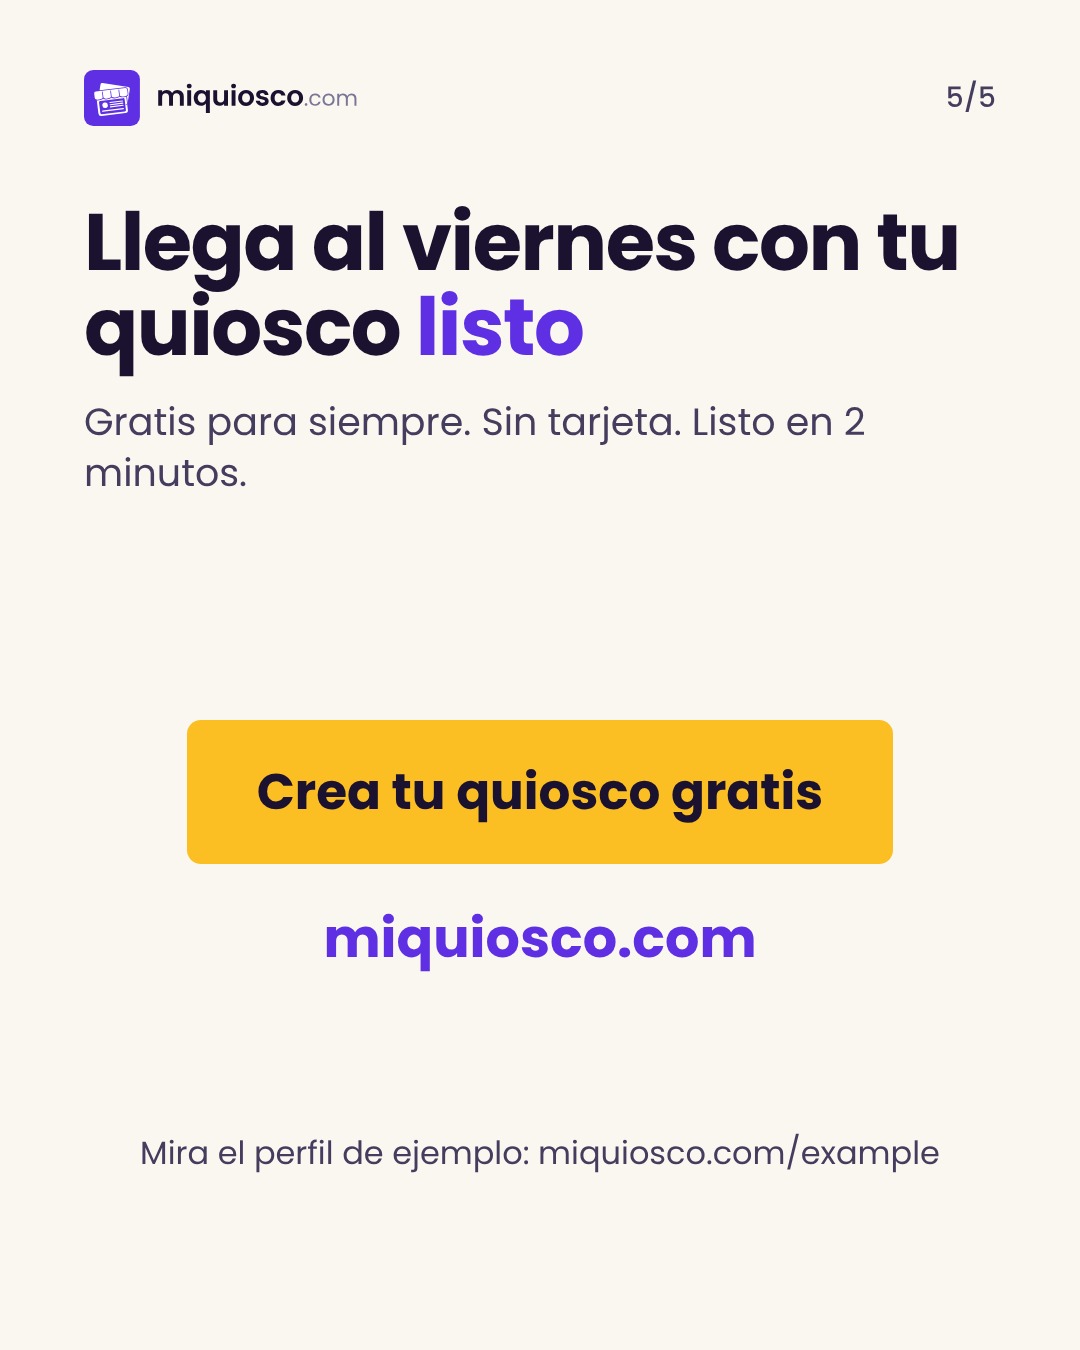 miquiosco.com
5/5
Llega al viernes con tu
quiosco listo
Gratis para siempre. Sin tarjeta. Listo en 2
minutos.
Crea tu quiosco gratis
miquiosco.com
Mira el perfil de ejemplo: miquiosco.com/example